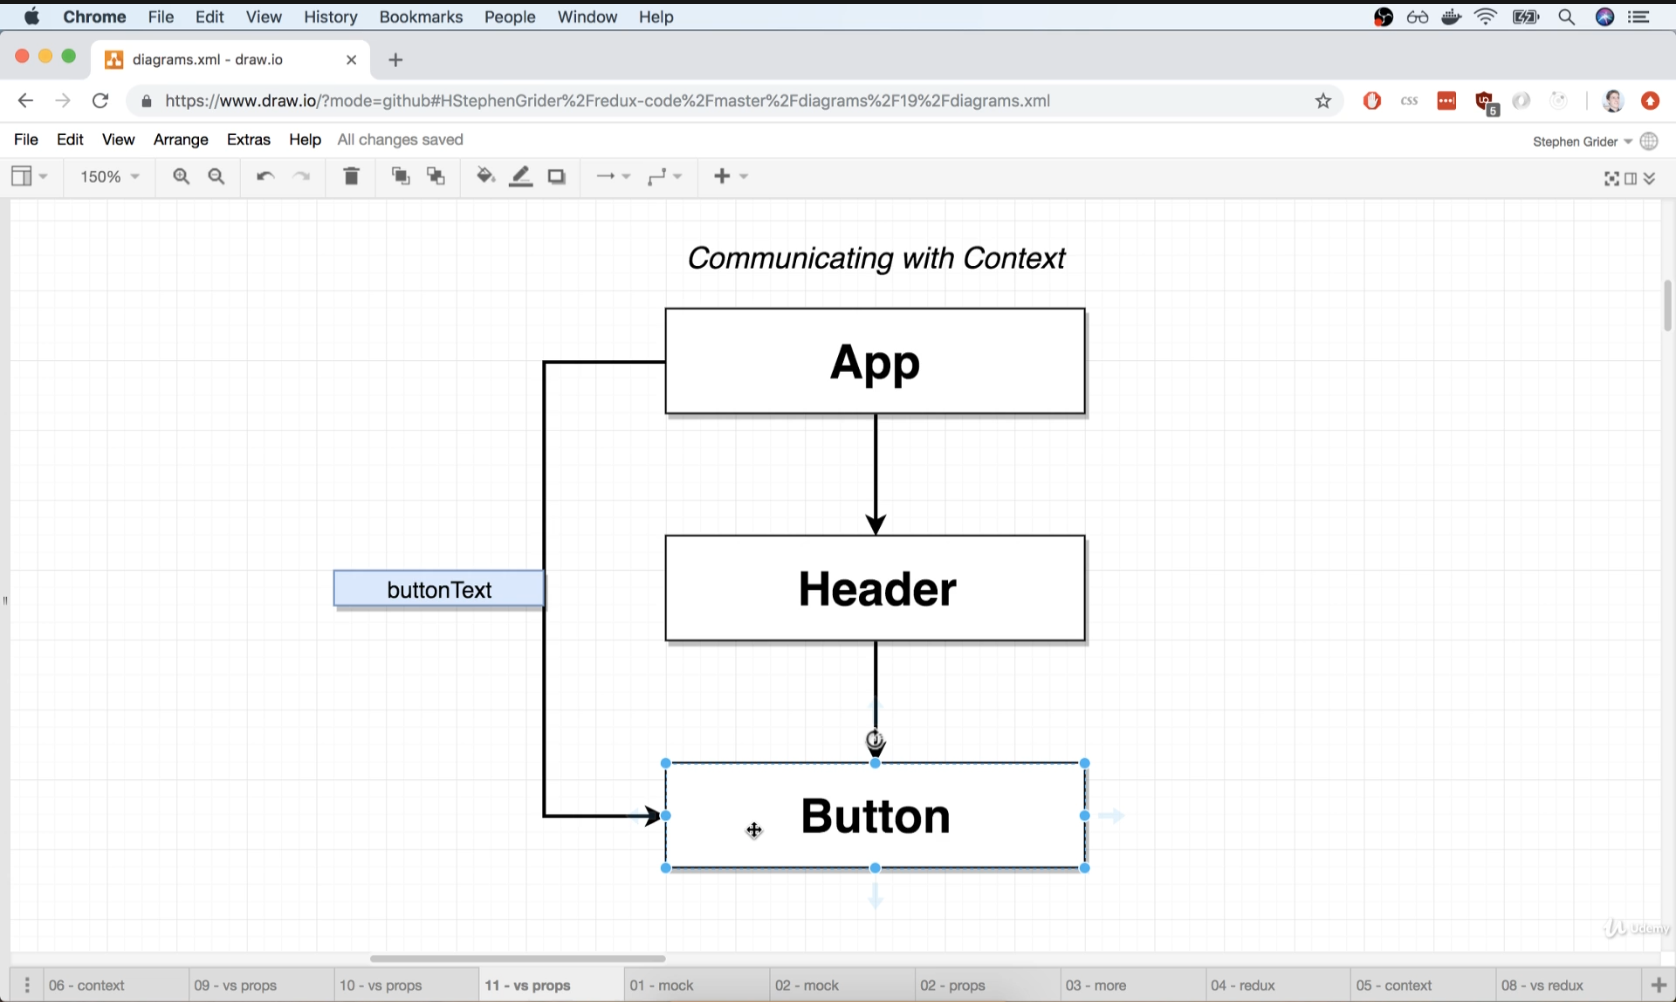 Chrome File Edit View History Bookmarks People Window Help
diagrams.xml - draw.io
https://www.draw.io/?mode=github#HStephenGrider%2Fredux-code%2Fmaster%2Fdiagrams%2F19%2Fdiagrams.xml
CSS
6
File Edit View Arrange Extras Help All changes saved
Stephen Grider
150%
Communicating with Context
App
buttonText
Header
Button
Udemy
06 - context 09 - vs props 10 - vs props 11 - vs props 01 - mock 02 - mock 02 - props 03 - more 04 - redux 05 - context 08 - vs redux